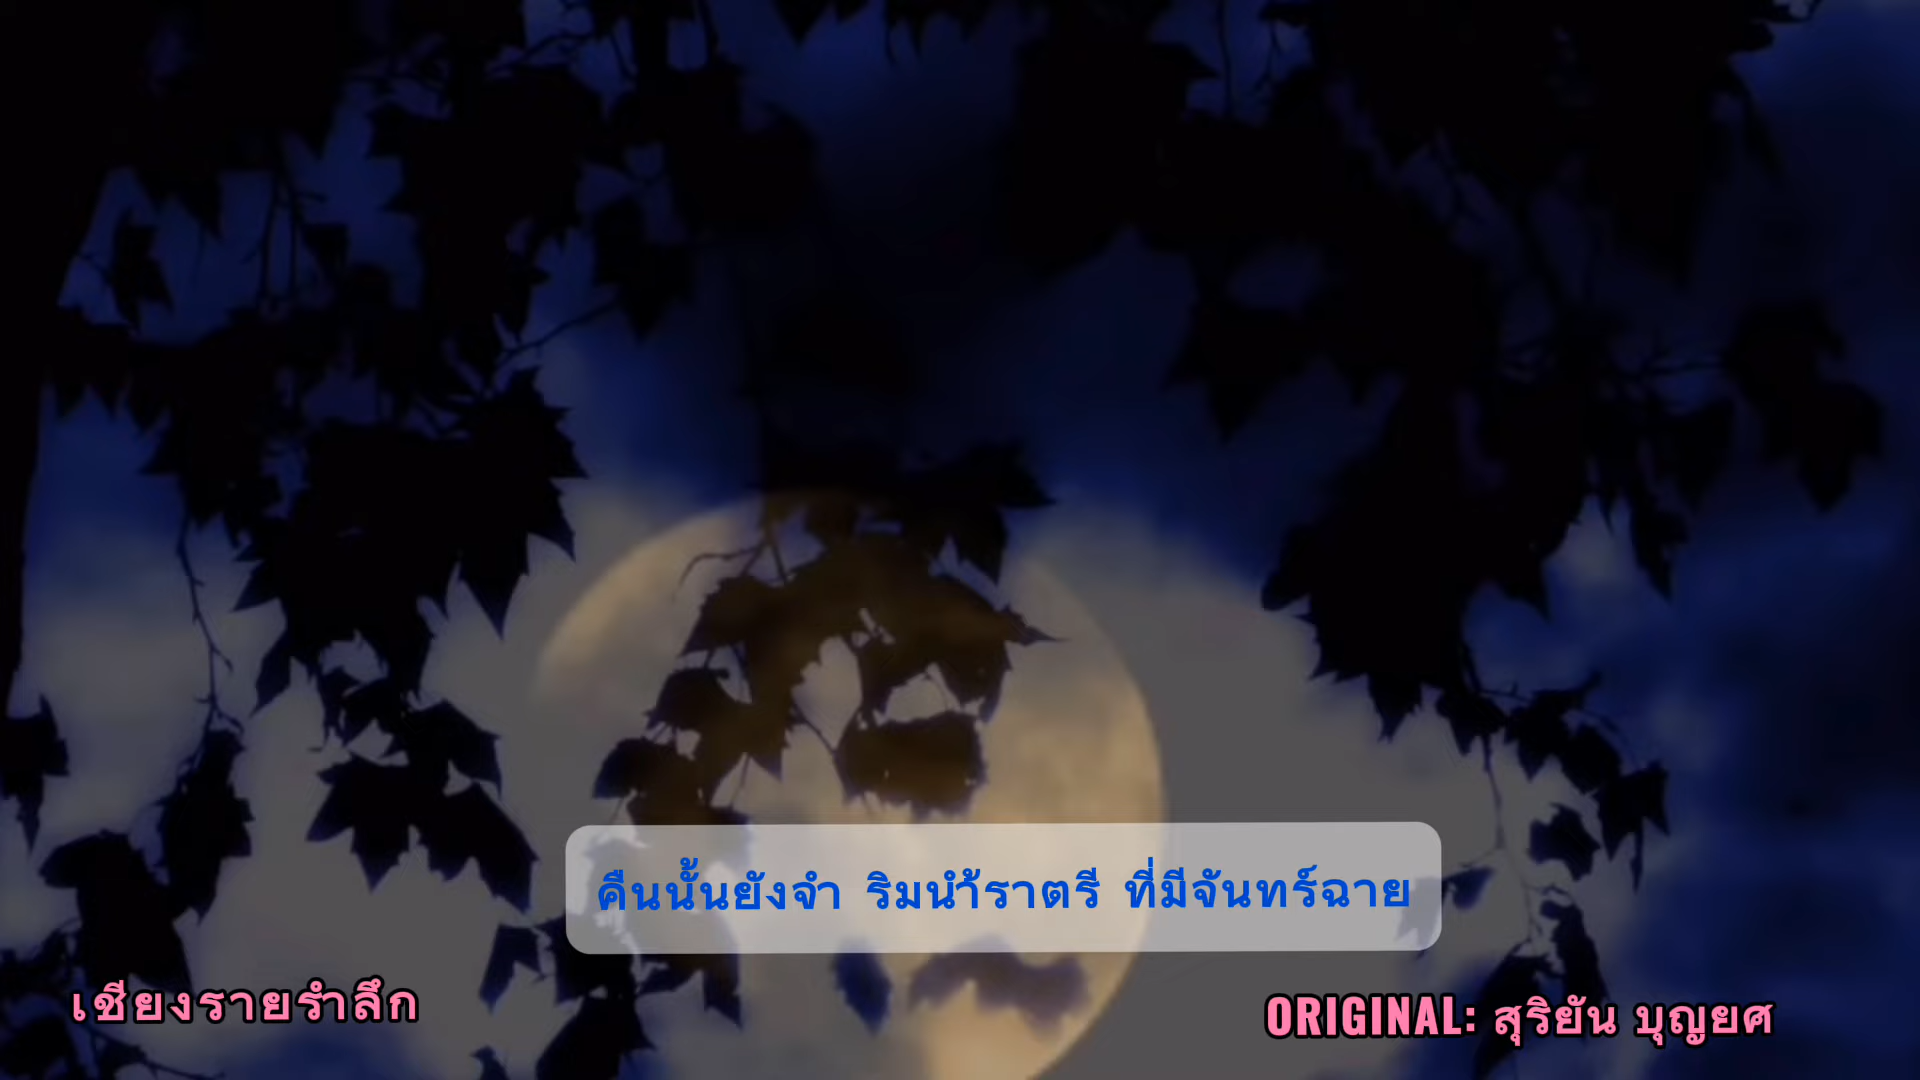 คืนนั้นยังจำ ริมนํา้ราตรี ที่มีจันทร์ฉาย
เชียงรายรำลึก
ORIGINAL: สุริยัน บุญยศ